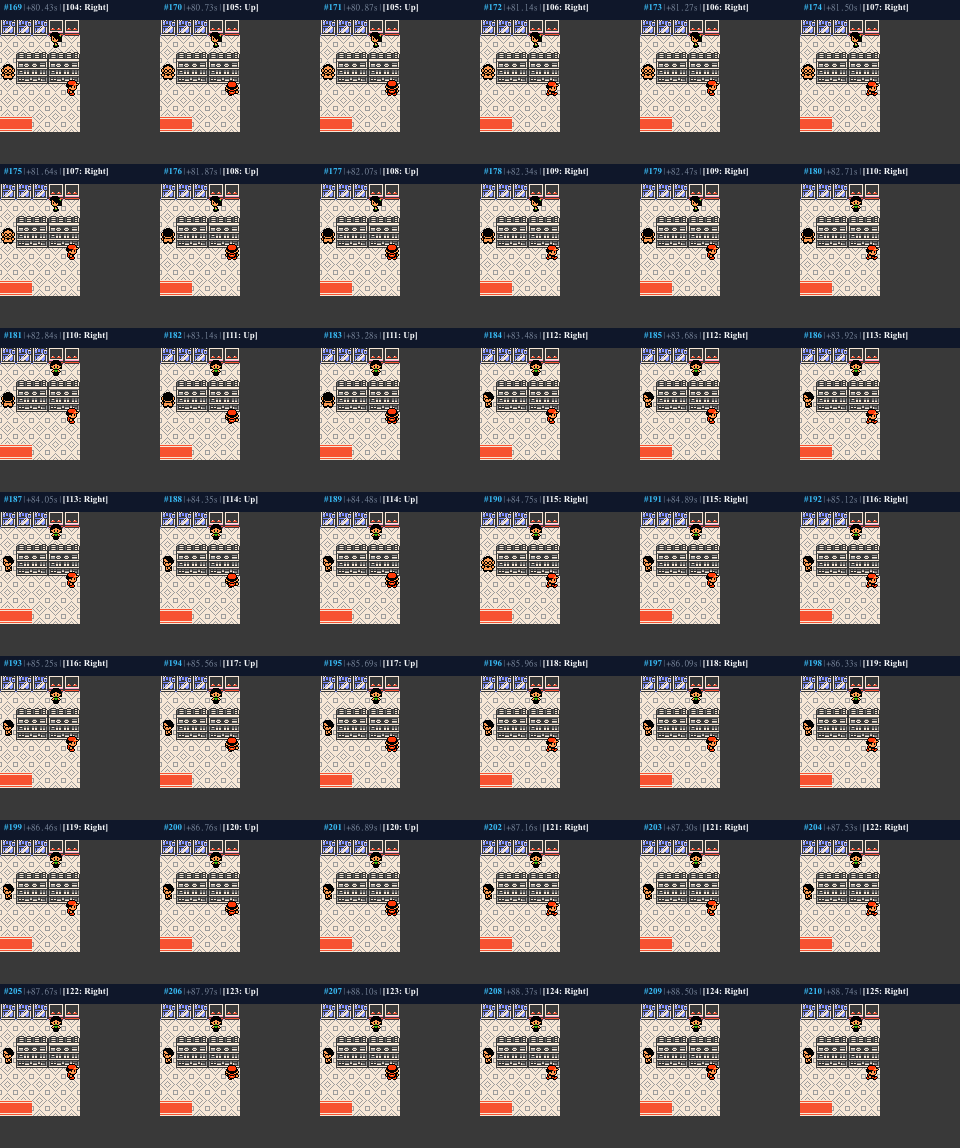 #169 | +80.43s | [104: Right] #170 | +80.73s | [105: Up] #171 | +80.87s | [105: Up] #172 | +81.14s | [106: Right] #173 | +81.27s | [106: Right] #174 | +81.50s | [107: Right]
#175 | +81.64s | [107: Right] #176 | +81.87s | [108: Up] #177 | +82.07s | [108: Up] #178 | +82.34s | [109: Right] #179 | +82.47s | [109: Right] #180 | +82.71s | [110: Right]
#181 | +82.84s | [110: Right] #182 | +83.14s | [111: Up] #183 | +83.28s | [111: Up] #184 | +83.48s | [112: Right] #185 | +83.68s | [112: Right] #186 | +83.92s | [113: Right]
#187 | +84.05s | [113: Right] #188 | +84.35s | [114: Up] #189 | +84.48s | [114: Up] #190 | +84.75s | [115: Right] #191 | +84.89s | [115: Right] #192 | +85.12s | [116: Right]
#193 | +85.25s | [116: Right] #194 | +85.56s | [117: Up] #195 | +85.69s | [117: Up] #196 | +85.96s | [118: Right] #197 | +86.09s | [118: Right] #198 | +86.33s | [119: Right]
#199 | +86.46s | [119: Right] #200 | +86.76s | [120: Up] #201 | +86.89s | [120: Up] #202 | +87.16s | [121: Right] #203 | +87.30s | [121: Right] #204 | +87.53s | [122: Right]
#205 | +87.67s | [122: Right] #206 | +87.97s | [123: Up] #207 | +88.10s | [123: Up] #208 | +88.37s | [124: Right] #209 | +88.50s | [124: Right] #210 | +88.74s | [125: Right]